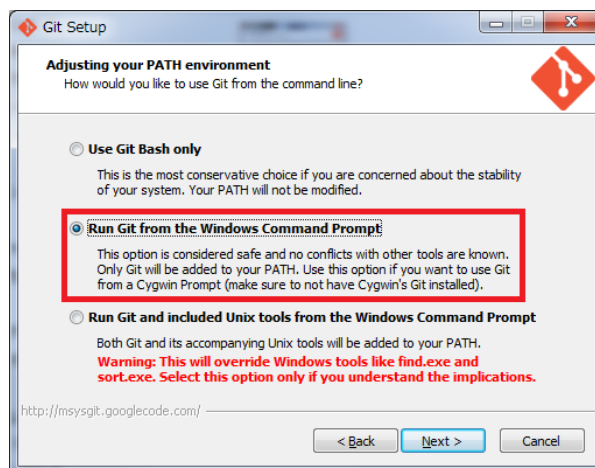 Git Setup
Adjusting your PATH environment
How would you like to use Git from the command line?
Use Git Bash only
This is the most conservative choice if you are concerned about the stability
of your system. Your PATH will not be modified.
Run Git from the Windows Command Prompt
This option is considered safe and no conflicts with other tools are known.
Only Git will be added to your PATH. Use this option if you want to use Git
from a Cygwin Prompt (make sure to not have Cygwin's Git installed).
Run Git and included Unix tools from the Windows Command Prompt
Both Git and its accompanying Unix tools will be added to your PATH.
Warning: This will override Windows tools like find.exe and
sort.exe. Select this option only if you understand the implications.
http://msysgit.googlecode.com/
< Back Next > Cancel